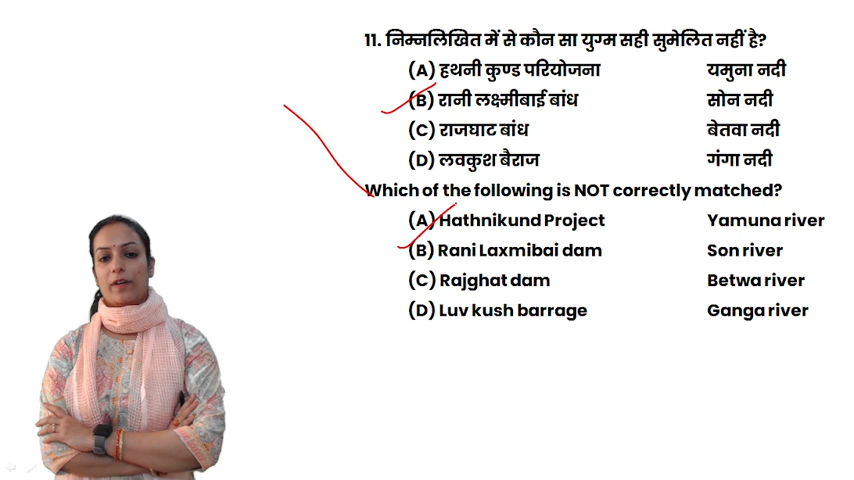 11. निम्नलिखित में से कौन सा युग्म सही सुमेलित नहीं है?
(A) हथनी कुण्ड परियोजना यमुना नदी
(B) रानी लक्ष्मीबाई बांध सोन नदी
(C) राजघाट बांध बेतवा नदी
(D) लवकुश बैराज गंगा नदी
Which of the following is NOT correctly matched?
(A) Hathnikund Project Yamuna river
(B) Rani Laxmibai dam Son river
(C) Rajghat dam Betwa river
(D) Luv kush barrage Ganga river